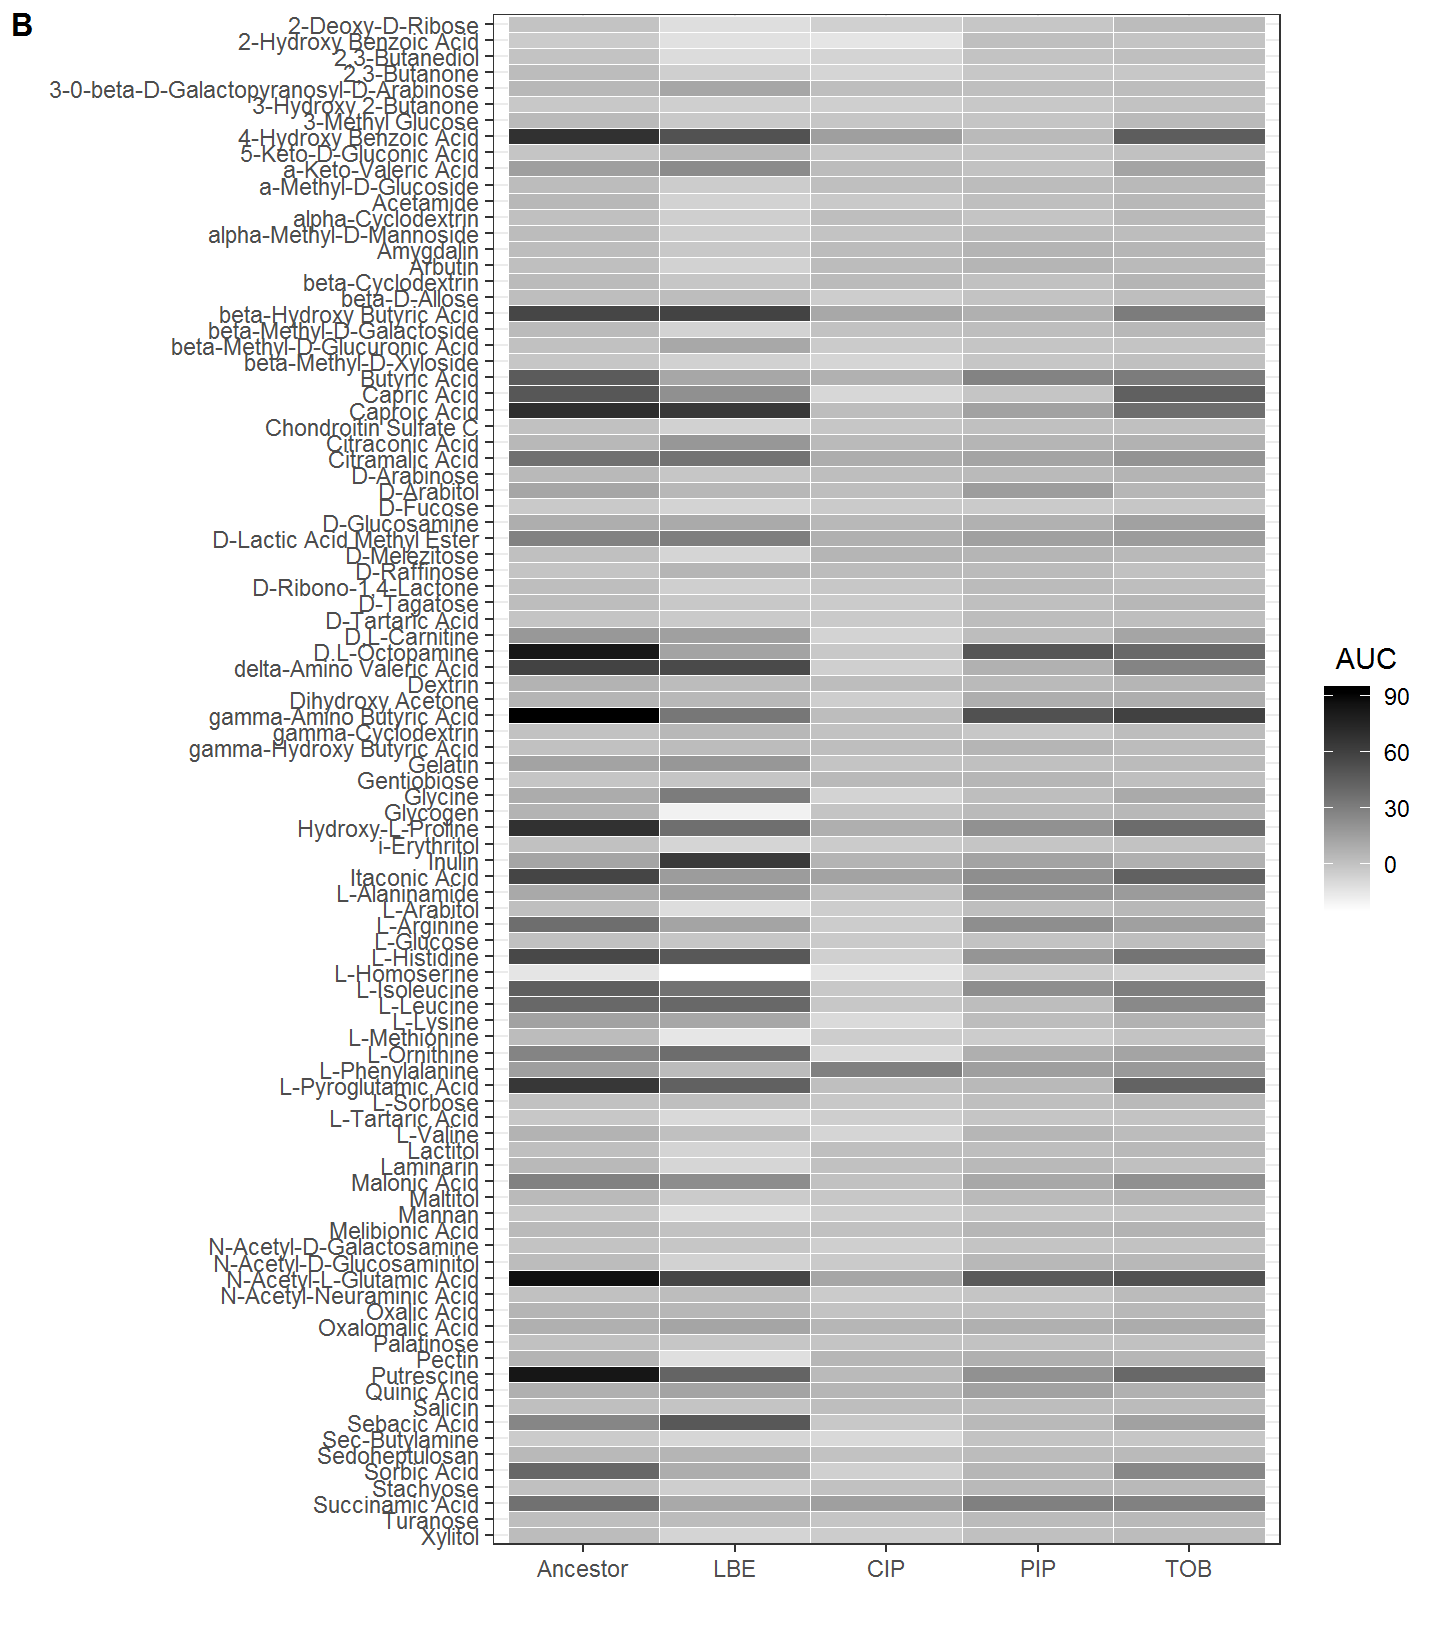 B
2-Deoxy-D-Ribose
2-Hydroxy Benzoic Acid
2,3-Butanediol
2,3-Butanone
3-0-beta-D-Galactopyranosyl-D-Arabinose
3-Hydroxy 2-Butanone
3-Methyl Glucose
4-Hydroxy Benzoic Acid
5-Keto-D-Gluconic Acid
a-Keto-Valeric Acid
a-Methyl-D-Glucoside
Acetamide
alpha-Cyclodextrin
alpha-Methyl-D-Mannoside
Amygdalin
Arbutin
beta-Cyclodextrin
beta-D-Allose
beta-Hydroxy Butyric Acid
beta-Methyl-D-Galactoside
beta-Methyl-D-Glucuronic Acid
beta-Methyl-D-Xyloside
Butyric Acid
Capric Acid
Caproic Acid
Chondroitin Sulfate C
Citraconic Acid
Citramalic Acid
D-Arabinose
D-Arabitol
D-Fucose
D-Glucosamine
D-Lactic Acid Methyl Ester
D-Melezitose
D-Raffinose
D-Ribono-1,4-Lactone
D-Tagatose
D-Tartaric Acid
D,L-Carnitine
D,L-Octopamine
delta-Amino Valeric Acid
Dextrin
Dihydroxy Acetone
gamma-Amino Butyric Acid
gamma-Cyclodextrin
gamma-Hydroxy Butyric Acid
Gelatin
Gentiobiose
Glycine
Glycogen
Hydroxy-L-Proline
i-Erythritol
Inulin
Itaconic Acid
L-Alaninamide
L-Arabitol
L-Arginine
L-Glucose
L-Histidine
L-Homoserine
L-Isoleucine
L-Leucine
L-Lysine
L-Methionine
L-Ornithine
L-Phenylalanine
L-Pyroglutamic Acid
L-Sorbose
L-Tartaric Acid
L-Valine
Lactitol
Laminarin
Malonic Acid
Maltitol
Mannan
Melibionic Acid
N-Acetyl-D-Galactosamine
N-Acetyl-D-Glucosaminitol
N-Acetyl-L-Glutamic Acid
N-Acetyl-Neuraminic Acid
Oxalic Acid
Oxalomalic Acid
Palatinose
Pectin
Putrescine
Quinic Acid
Salicin
Sebacic Acid
Sec-Butylamine
Sedoheptulosan
Sorbic Acid
Stachyose
Succinamic Acid
Turanose
Xylitol
Ancestor LBE CIP PIP TOB
AUC
90
60
30
0